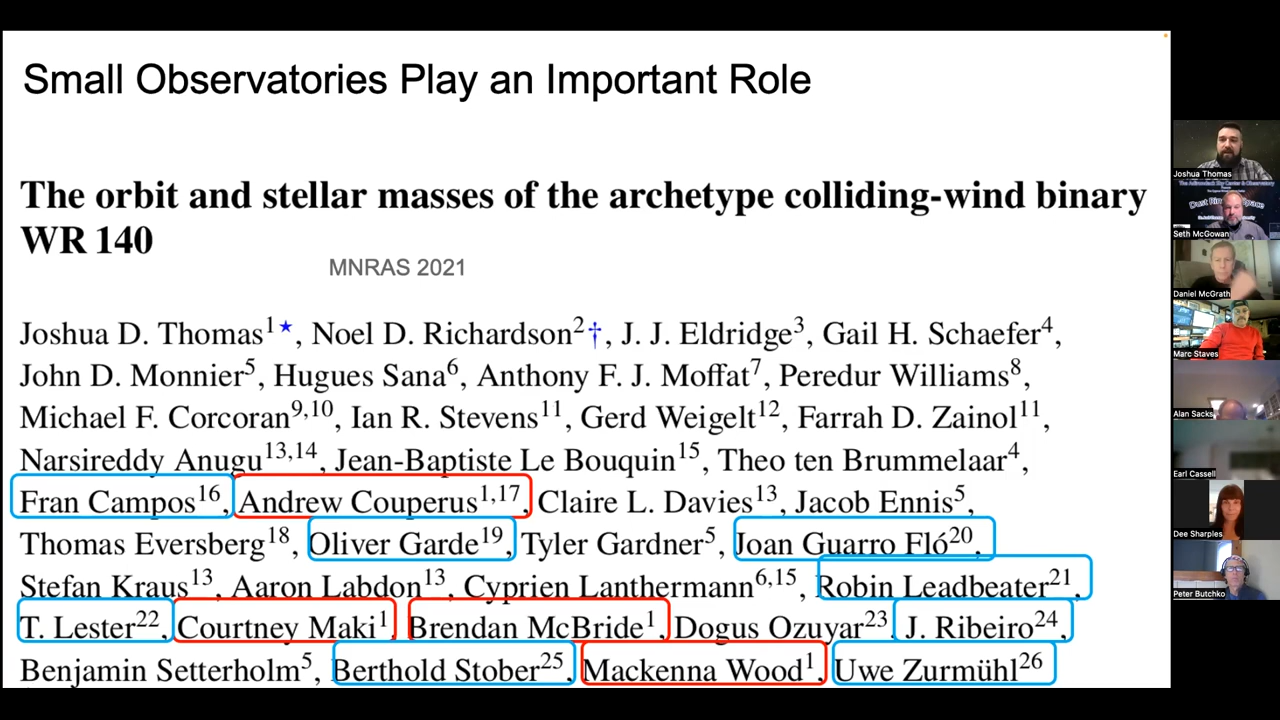 Small Observatories Play an Important Role
The orbit and stellar masses of the archetype colliding-wind binary
WR 140
MNRAS 2021
Joshua D. Thomas1★, Noel D. Richardson2†, J. J. Eldridge3, Gail H. Schaefer4,
John D. Monnier5, Hugues Sana6, Anthony F. J. Moffat7, Peredur Williams8,
Michael F. Corcoran9,10, Ian R. Stevens11, Gerd Weigelt12, Farrah D. Zainol11,
Narsireddy Anugu13,14, Jean-Baptiste Le Bouquin15, Theo ten Brummelaar4,
Fran Campos16, Andrew Couperus1,17, Claire L. Davies13, Jacob Ennis5,
Thomas Eversberg18, Oliver Garde19, Tyler Gardner5, Joan Guarro Fló20,
Stefan Kraus13, Aaron Labdon13, Cyprien Lanthermann6,15, Robin Leadbeater21,
T. Lester22, Courtney Maki1, Brendan McBride1, Dogus Ozuyar23, J. Ribeiro24,
Benjamin Setterholm5, Berthold Stober25, Mackenna Wood1, Uwe Zurmühl26
Joshua Thomas
Seth McGowan
Daniel McGrath
Marc Staves
Alan Sacks
Earl Cassell
Dee Sharples
Peter Butchko